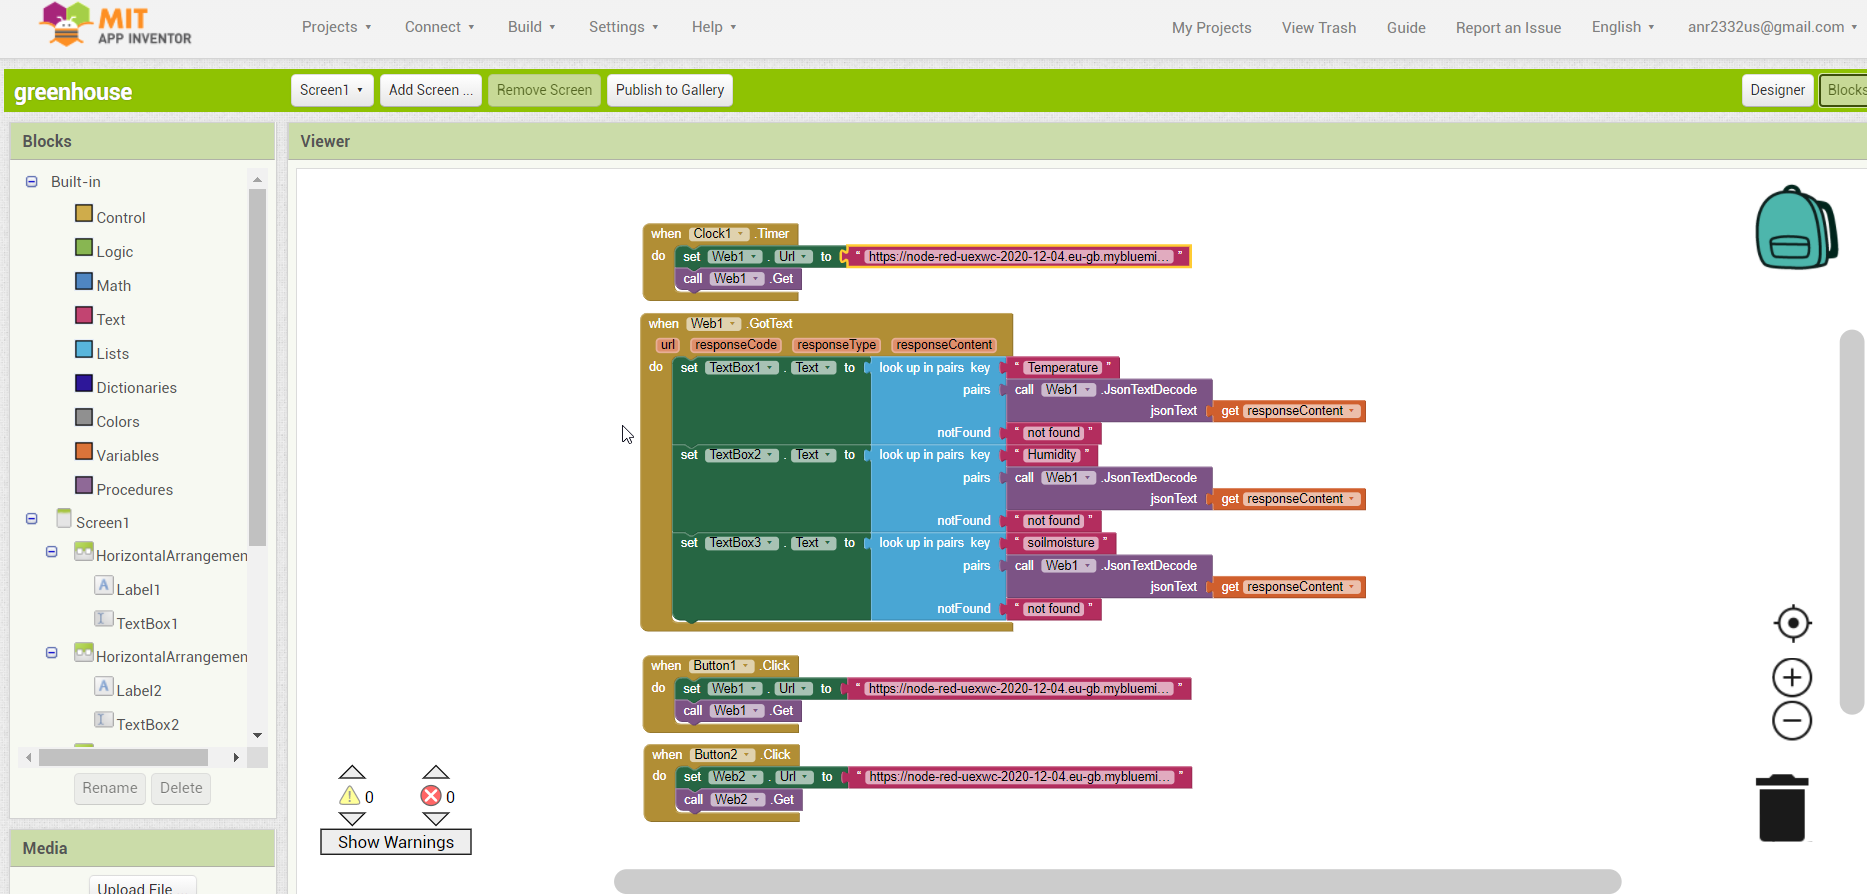 MIT
APP INVENTOR
Projects Connect Build Settings Help My Projects View Trash Guide Report an Issue English anr2332us@gmail.com
greenhouse Screen1 Add Screen ... Remove Screen Publish to Gallery Designer Blocks
Blocks
Viewer
Built-in
Control
Logic
Math
Text
Lists
Dictionaries
Colors
Variables
Procedures
Screen1
HorizontalArrangemen
A Label1
TextBox1
HorizontalArrangemen
A Label2
TextBox2
Rename Delete
Media
Upload File
when Clock1 .Timer
do set Web1 . Url to " https://node-red-uexwc-2020-12-04.eu-gb.mybluemi... "
call Web1 .Get
when Web1 .GotText
url responseCode responseType responseContent
do set TextBox1 . Text to look up in pairs key " Temperature "
pairs call Web1 .JsonTextDecode
jsonText get responseContent
notFound " not found "
set TextBox2 . Text to look up in pairs key " Humidity "
pairs call Web1 .JsonTextDecode
jsonText get responseContent
notFound " not found "
set TextBox3 . Text to look up in pairs key " soilmoisture "
pairs call Web1 .JsonTextDecode
jsonText get responseContent
notFound " not found "
when Button1 .Click
do set Web1 . Url to " https://node-red-uexwc-2020-12-04.eu-gb.mybluemi... "
call Web1 .Get
when Button2 .Click
do set Web2 . Url to " https://node-red-uexwc-2020-12-04.eu-gb.mybluemi... "
call Web2 .Get
0 0
Show Warnings